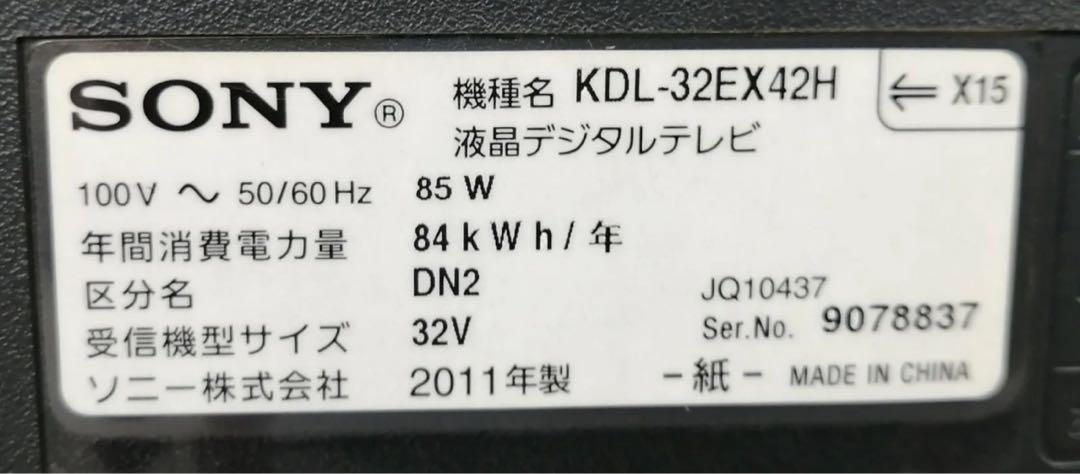 SONY® 機種名 KDL-32EX42H ⇐ X15
液晶デジタルテレビ
100V ～ 50/60Hz 85W
年間消費電力量 84kWh/年
区分名 DN2 JQ10437
受信機型サイズ 32V Ser.No. 9078837
ソニー株式会社 2011年製 -紙- MADE IN CHINA